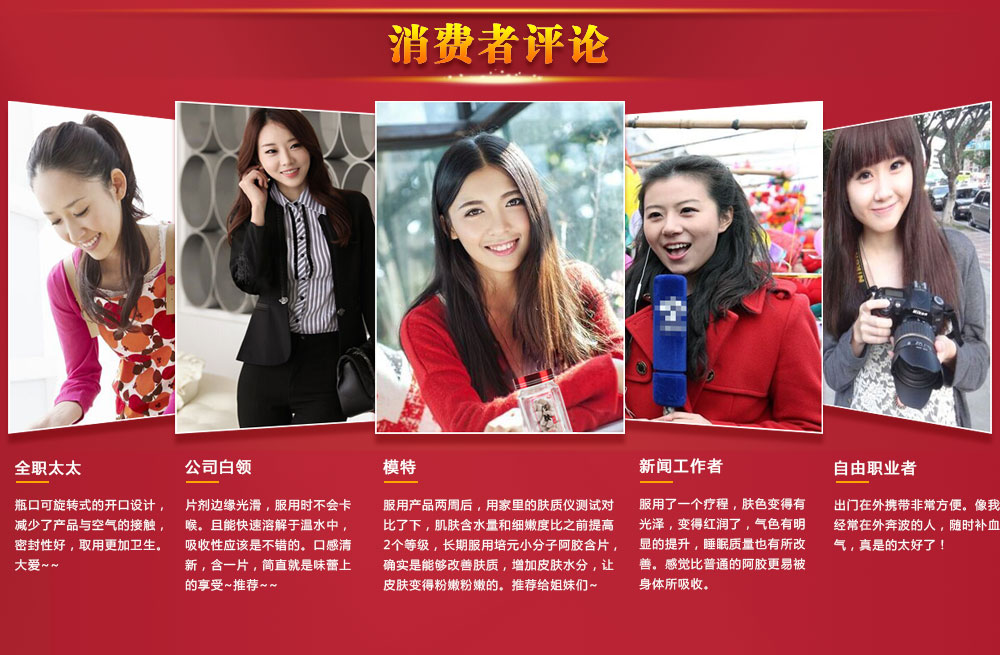 消费者评论
全职太太
瓶口可旋转式的开口设计，
减少了产品与空气的接触，
密封性好，取用更加卫生。
大爱~~
公司白领
片剂边缘光滑，服用时不会卡
喉。且能快速溶解于温水中，
吸收性应该是不错的。口感清
新，含一片，简直就是味蕾上
的享受~推荐~~
模特
服用产品两周后，用家里的肤质仪测试对
比了下，肌肤含水量和细嫩度比之前提高
2个等级，长期服用培元小分子阿胶含片，
确实是能够改善肤质，增加皮肤水分，让
皮肤变得粉嫩粉嫩的。推荐给姐妹们~
新闻工作者
服用了一个疗程，肤色变得有
光泽，变得红润了，气色有明
显的提升，睡眠质量也有所改
善。感觉比普通的阿胶更易被
身体所吸收。
自由职业者
出门在外携带非常方便。像我
经常在外奔波的人，随时补血
气，真是的太好了！
Nikon